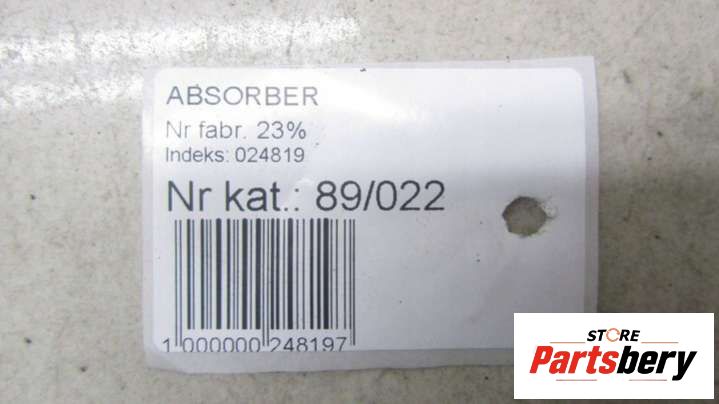 ABSORBER
Nr fabr. 23%
Indeks: 024819
Nr kat.: 89/022
1 000000 248197
STORE
Partsbery